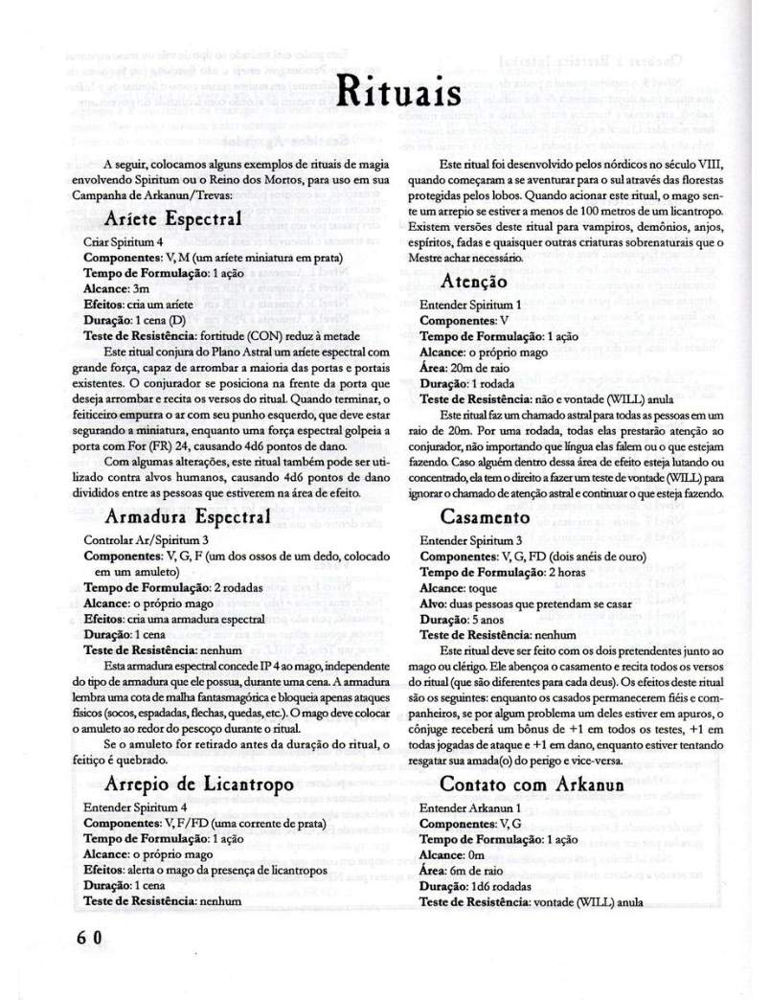 Rituais
A seguir, colocamos alguns exemplos de rituais de magia
envolvendo Spiritum ou o Reino dos Mortos, para uso em sua
Campanha de Arkanun/Trevas:
Aríete Espectral
Criar Spiritum 4
Componentes: V, M (um aríete miniatura em prata)
Tempo de Formulação: 1 ação
Alcance: 3m
Efeitos: cria um aríete
Duração: 1 cena (D)
Teste de Resistência: fortitude (CON) reduz à metade
Este ritual conjura do Plano Astral um aríete espectral com
grande força, capaz de arrombar a maioria das portas e portais
existentes. O conjurador se posiciona na frente da porta que
deseja arrombar e recita os versos do ritual. Quando terminar, o
feiticeiro empurra o ar com seu punho esquerdo, que deve estar
segurando a miniatura, enquanto uma força espectral golpeia a
porta com For (FR) 24, causando 4d6 pontos de dano.
Com algumas alterações, este ritual também pode ser uti-
lizado contra alvos humanos, causando 4d6 pontos de dano
divididos entre as pessoas que estiverem na área de efeito.
Armadura Espectral
Controlar Ar/Spiritum 3
Componentes: V, G, F (um dos ossos de um dedo, colocado
em um amuleto)
Tempo de Formulação: 2 rodadas
Alcance: o próprio mago
Efeitos: cria uma armadura espectral
Duração: 1 cena
Teste de Resistência: nenhum
Esta armadura espectral concede IP 4 ao mago, independente
do tipo de armadura que ele possua, durante uma cena. A armadura
lembra uma cota de malha fantasmagórica e bloqueia apenas ataques
físicos (socos, espadadas, flechas, quedas, etc.). O mago deve colocar
o amuleto ao redor do pescoço durante o ritual.
Se o amuleto for retirado antes da duração do ritual, o
feitiço é quebrado.
Arrepio de Licantropo
Entender Spiritum 4
Componentes: V, F/FD (uma corrente de prata)
Tempo de Formulação: 1 ação
Alcance: o próprio mago
Efeitos: alerta o mago da presença de licantropos
Duração: 1 cena
Teste de Resistência: nenhum
Este ritual foi desenvolvido pelos nórdicos no século VIII,
quando começaram a se aventurar para o sul através das florestas
protegidas pelos lobos. Quando acionar este ritual, o mago sen-
te um arrepio se estiver a menos de 100 metros de um licantropo.
Existem versões deste ritual para vampiros, demônios, anjos,
espíritos, fadas e quaisquer outras criaturas sobrenaturais que o
Mestre achar necessário.
Atenção
Entender Spiritum 1
Componentes: V
Tempo de Formulação: 1 ação
Alcance: o próprio mago
Área: 20m de raio
Duração: 1 rodada
Teste de Resistência: não e vontade (WILL) anula
Este ritual faz um chamado astral para todas as pessoas em um
raio de 20m. Por uma rodada, todas elas prestarão atenção ao
conjurador, não importando que língua elas falem ou o que estejam
fazendo. Caso alguém dentro dessa área de efeito esteja lutando ou
concentrado, ela tem o direito a fazer um teste de vontade (WILL) para
ignorar o chamado de atenção astral e continuar o que esteja fazendo.
Casamento
Entender Spiritum 3
Componentes: V, G, FD (dois anéis de ouro)
Tempo de Formulação: 2 horas
Alcance: toque
Alvo: duas pessoas que pretendam se casar
Duração: 5 anos
Teste de Resistência: nenhum
Este ritual deve ser feito com os dois pretendentes junto ao
mago ou clérigo. Ele abençoa o casamento e recita todos os versos
do ritual (que são diferentes para cada deus). Os efeitos deste ritual
são os seguintes: enquanto os casados permanecerem fiéis e com-
panheiros, se por algum problema um deles estiver em apuros, o
cônjuge receberá um bônus de +1 em todos os testes, +1 em
todas jogadas de ataque e +1 em dano, enquanto estiver tentando
resgatar sua amada(o) do perigo e vice-versa.
Contato com Arkanun
Entender Arkanun 1
Componentes: V, G
Tempo de Formulação: 1 ação
Alcance: 0m
Área: 6m de raio
Duração: 1d6 rodadas
Teste de Resistência: vontade (WILL) anula
60